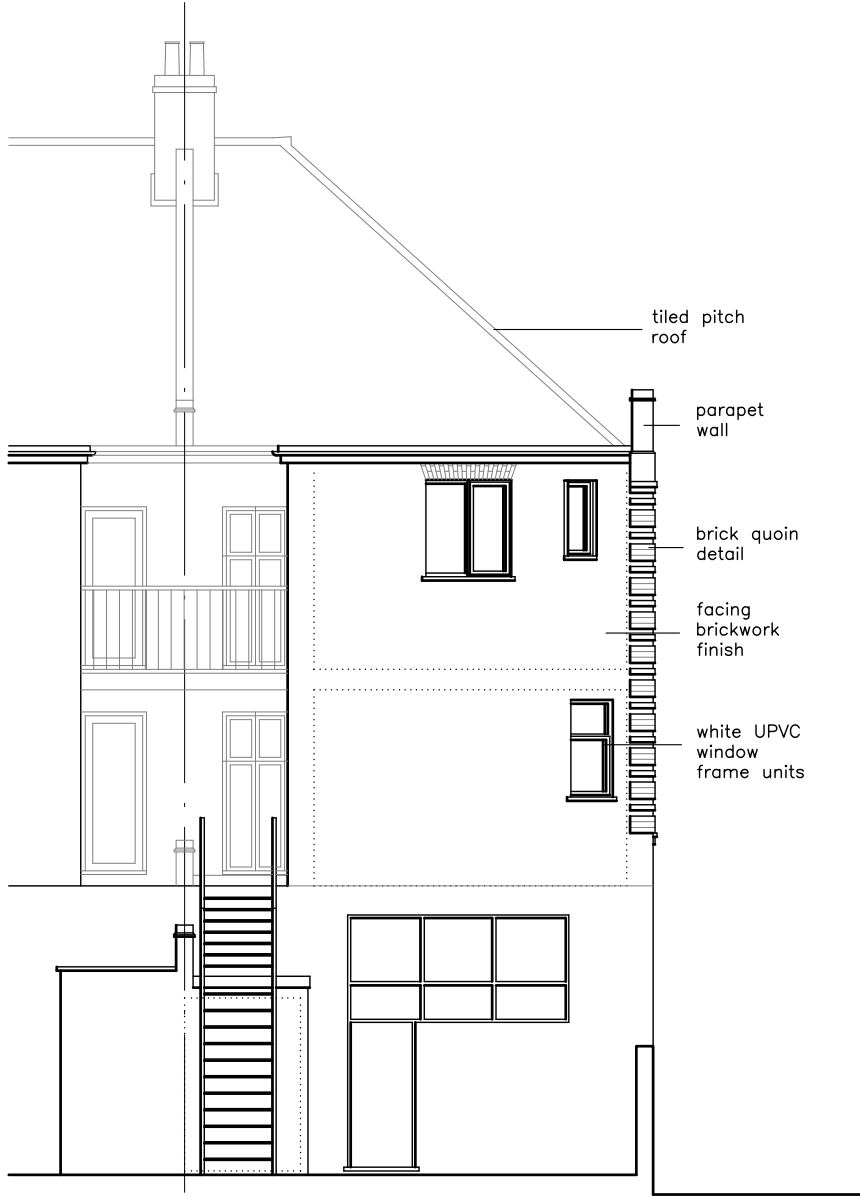 tiled pitch
roof
parapet
wall
brick quoin
detail
facing
brickwork
finish
white UPVC
window
frame units